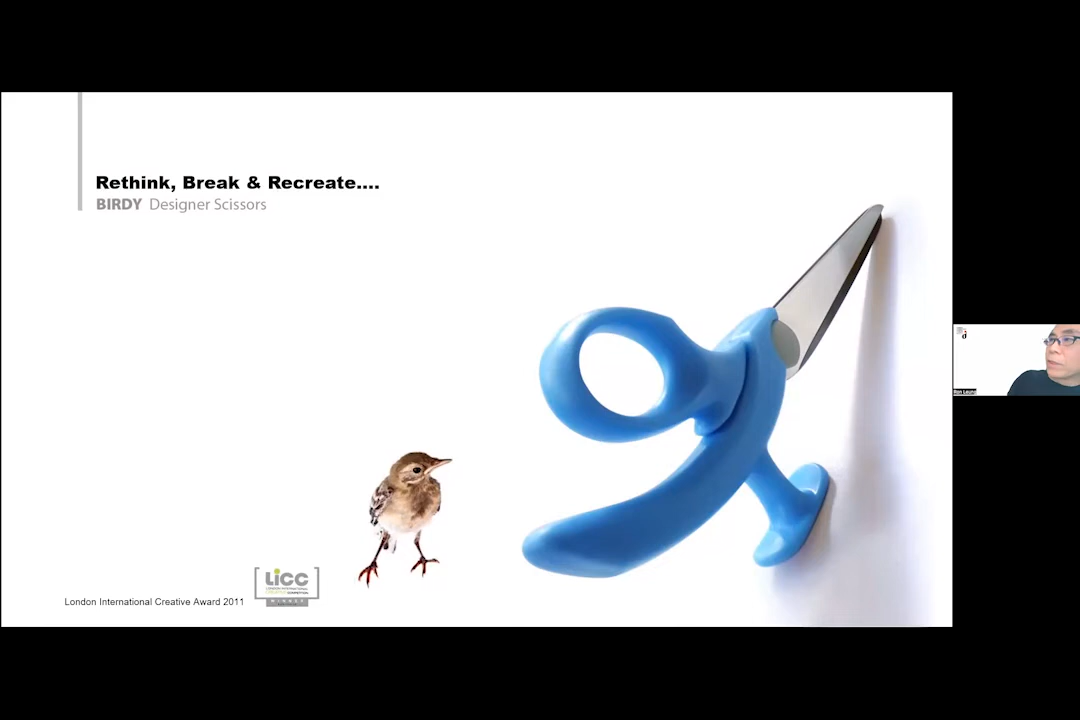 Rethink, Break & Recreate....
BIRDY Designer Scissors
LICC
London International Creative Award 2011